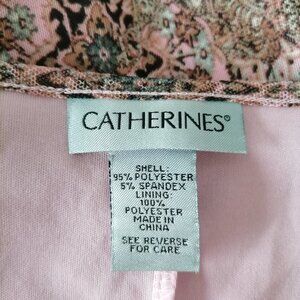 CATHERINES®
SHELL:
95% POLYESTER
5% SPANDEX
LINING:
100%
POLYESTER
MADE IN
CHINA
SEE REVERSE
FOR CARE